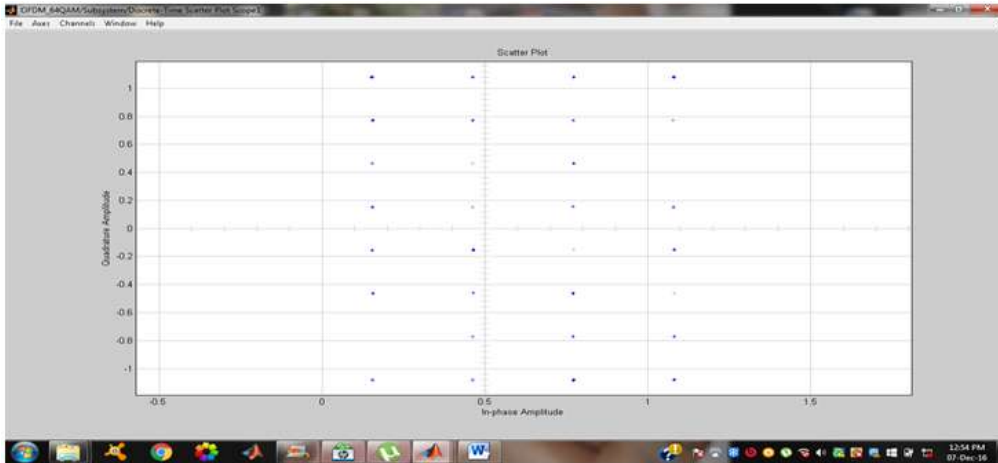 OFDM_64QAM/Subsystem/Discrete-Time Scatter Plot Scope1
File Axes Channels Window Help
Scatter Plot
1
0.8
0.6
0.4
0.2
0
-0.2
-0.4
-0.6
-0.8
-1
Quadrature Amplitude
-0.5 0 0.5 1 1.5
In-phase Amplitude
12:54 PM
07-Dec-16